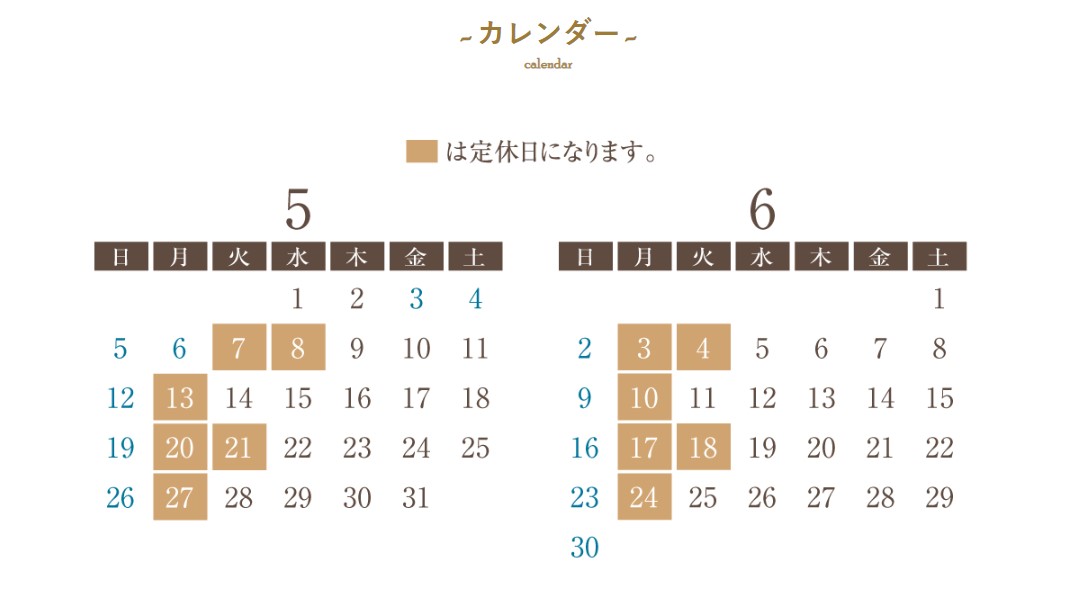 ~カレンダー~
calendar
は定休日になります。
5
日 月 火 水 木 金 土
1 2 3 4
5 6 7 8 9 10 11
12 13 14 15 16 17 18
19 20 21 22 23 24 25
26 27 28 29 30 31
6
日 月 火 水 木 金 土
1
2 3 4 5 6 7 8
9 10 11 12 13 14 15
16 17 18 19 20 21 22
23 24 25 26 27 28 29
30